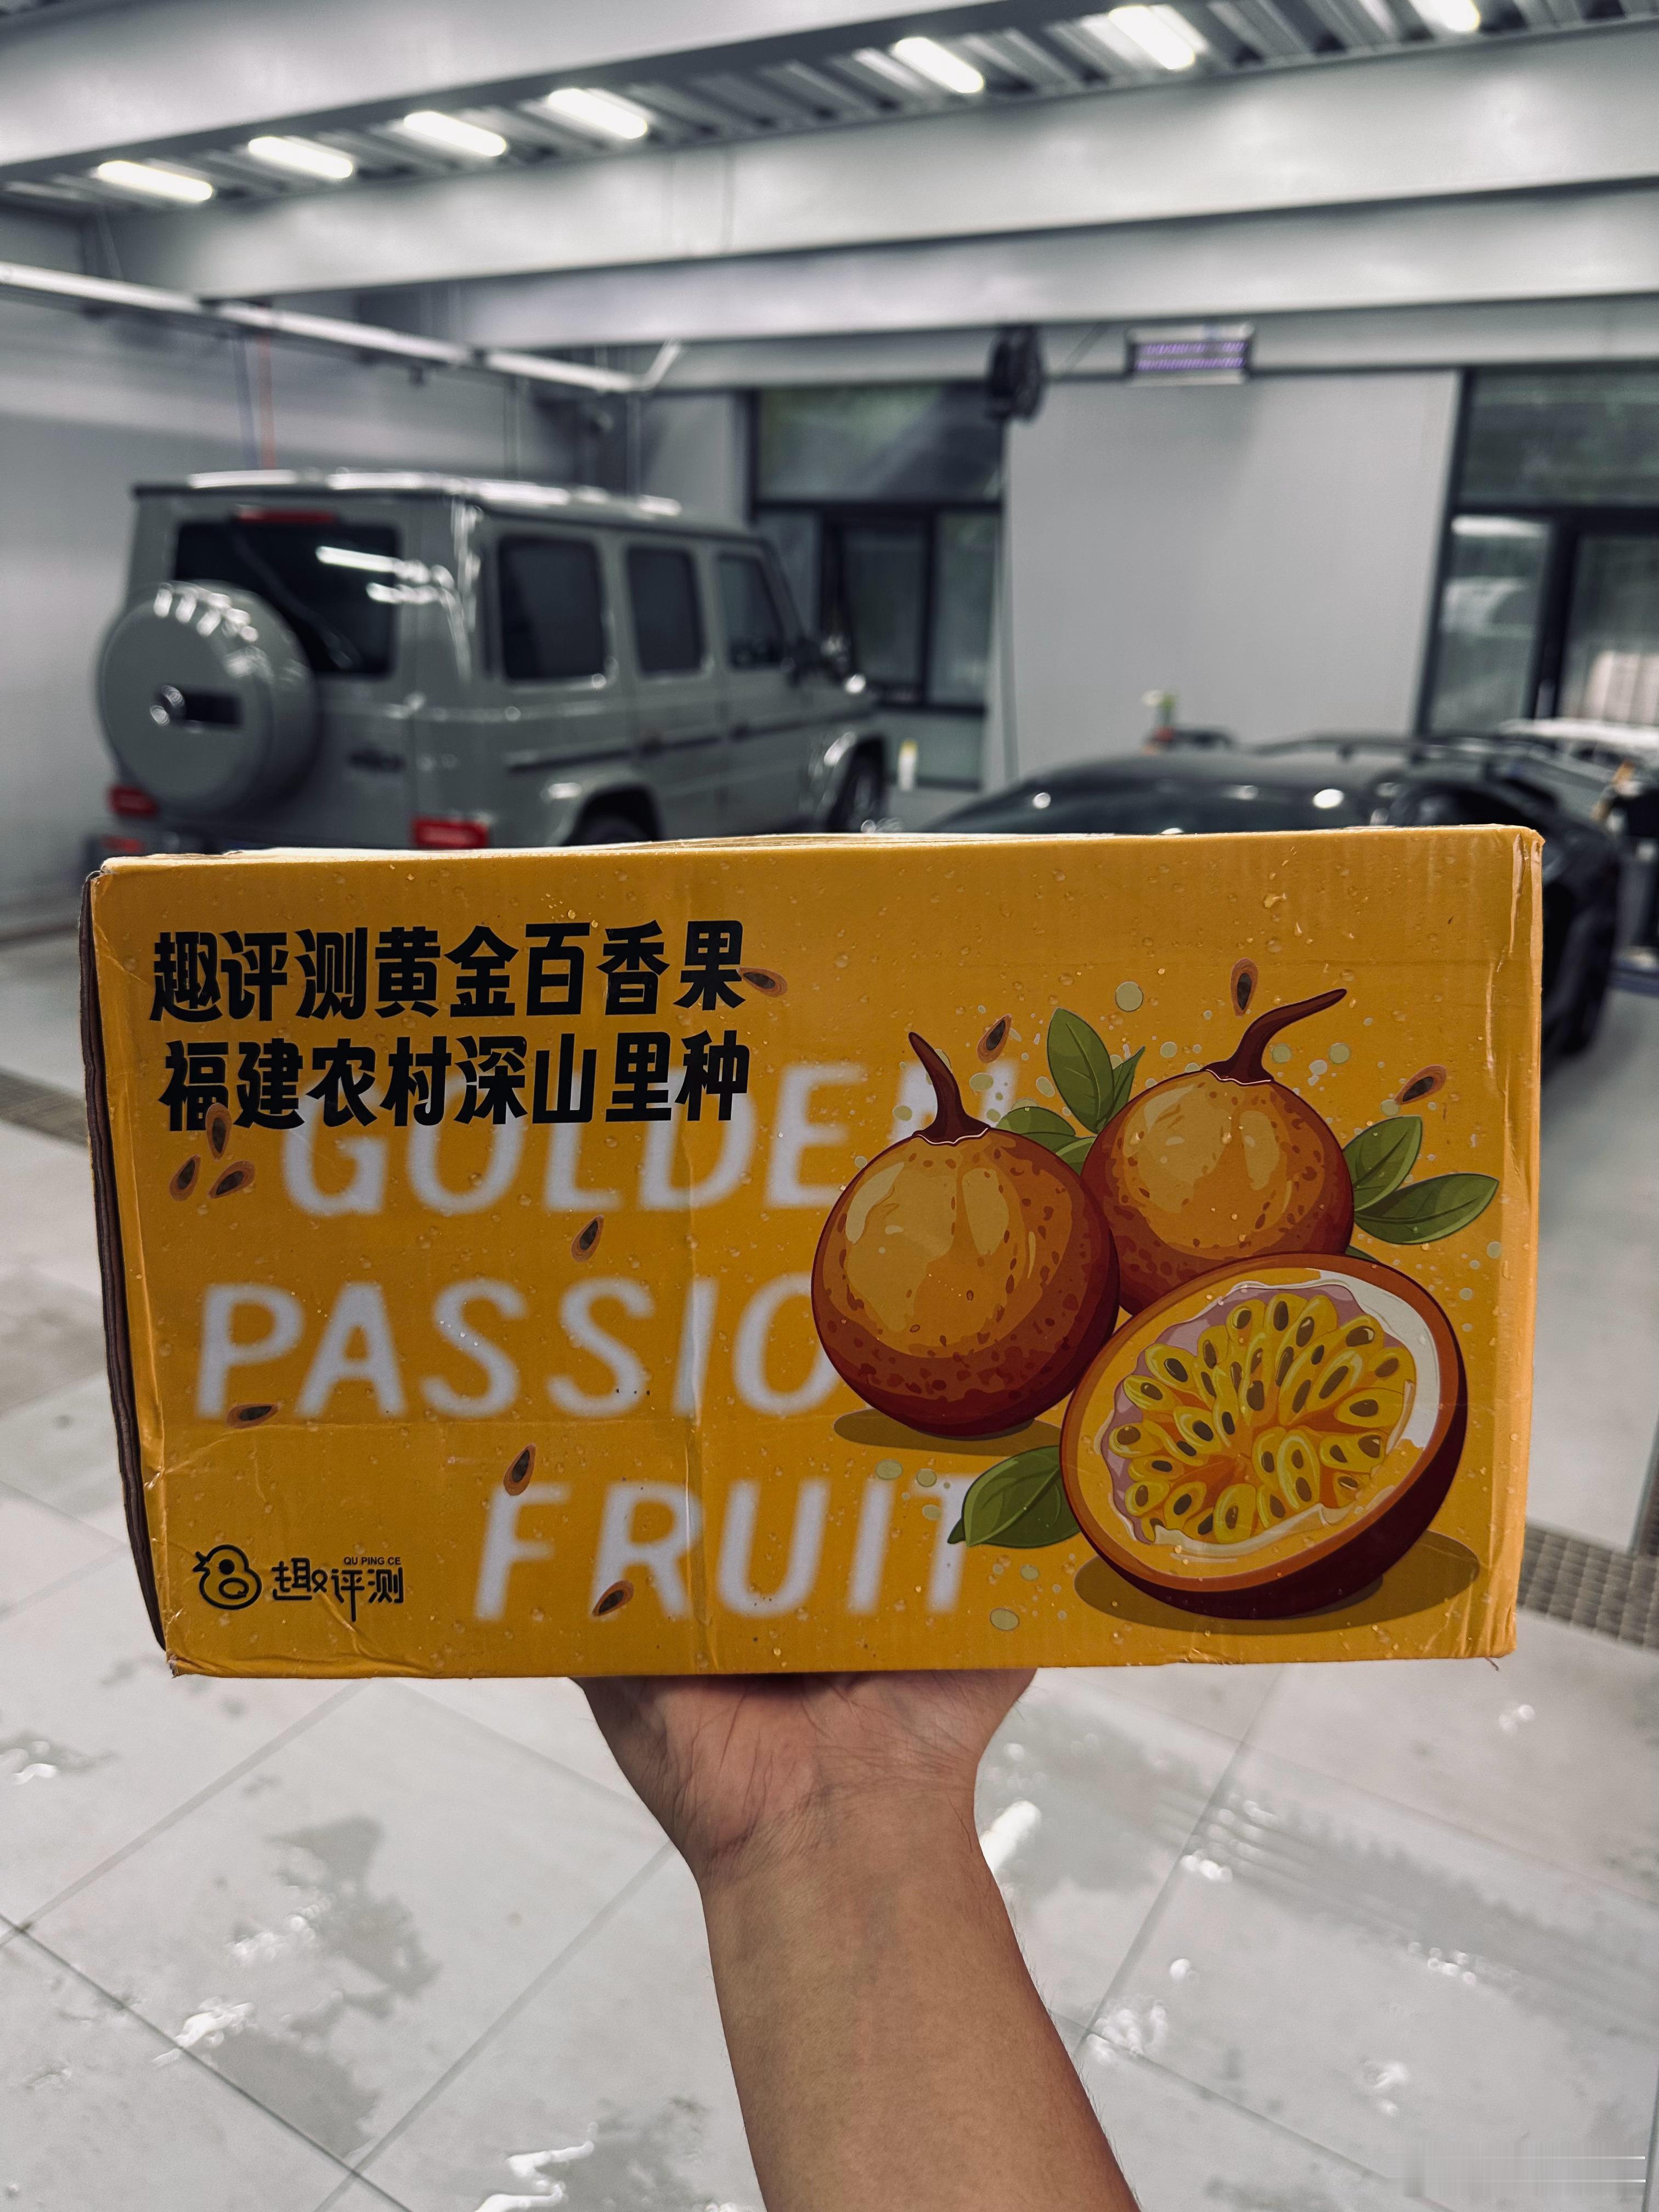 趣评测黄金百香果
福建农村深山里种
GOLDEN
PASSIO
FRUIT
QU PING CE
趣评测